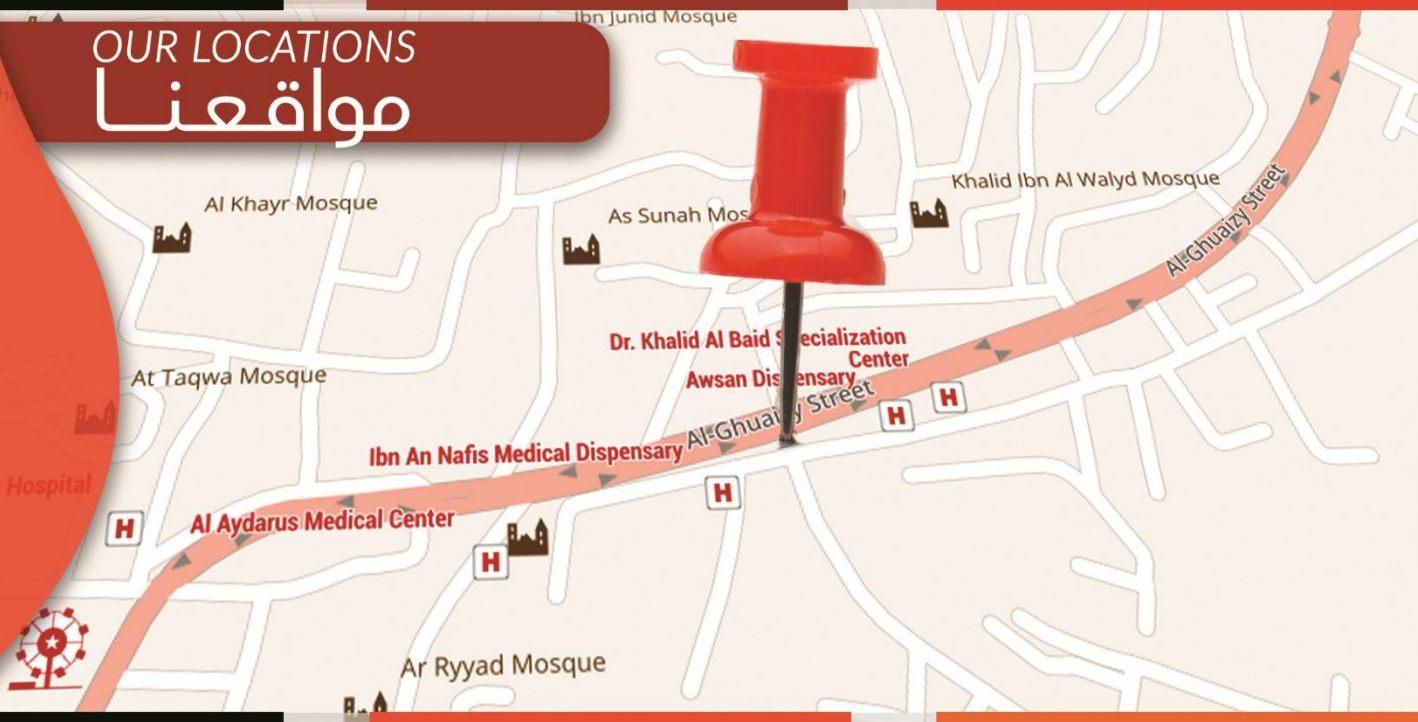 OUR LOCATIONS
مواقعنا
Ibn Junid Mosque
Al Khayr Mosque
As Sunah Mos
Khalid Ibn Al Walyd Mosque
Al-Ghuaizy Street
Dr. Khalid Al Baid Specialization
Center
Awsan Dispensary
Al-Ghuaizy Street
At Taqwa Mosque
Ibn An Nafis Medical Dispensary
Hospital
Al Aydarus Medical Center
H
H
H
H
H
Ar Ryyad Mosque